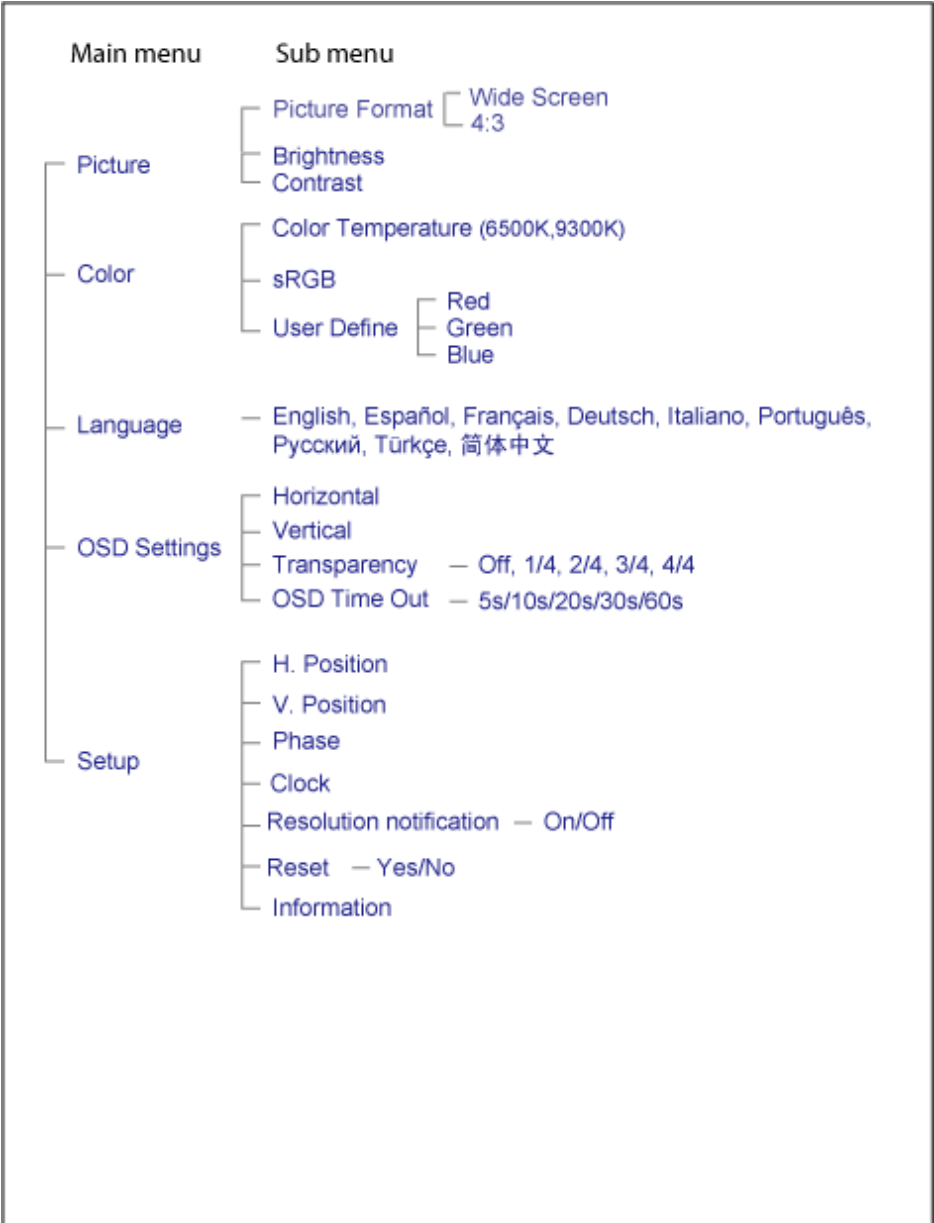 Main menu Sub menu
Picture Format Wide Screen
4:3
Picture Brightness
Contrast
Color Temperature (6500K,9300K)
Color sRGB
Red
User Define Green
Blue
Language English, Español, Français, Deutsch, Italiano, Português,
Русский, Türkçe, 简体中文
Horizontal
Vertical
OSD Settings
Transparency Off, 1/4, 2/4, 3/4, 4/4
OSD Time Out 5s/10s/20s/30s/60s
H. Position
V. Position
Phase
Setup
Clock
Resolution notification On/Off
Reset Yes/No
Information